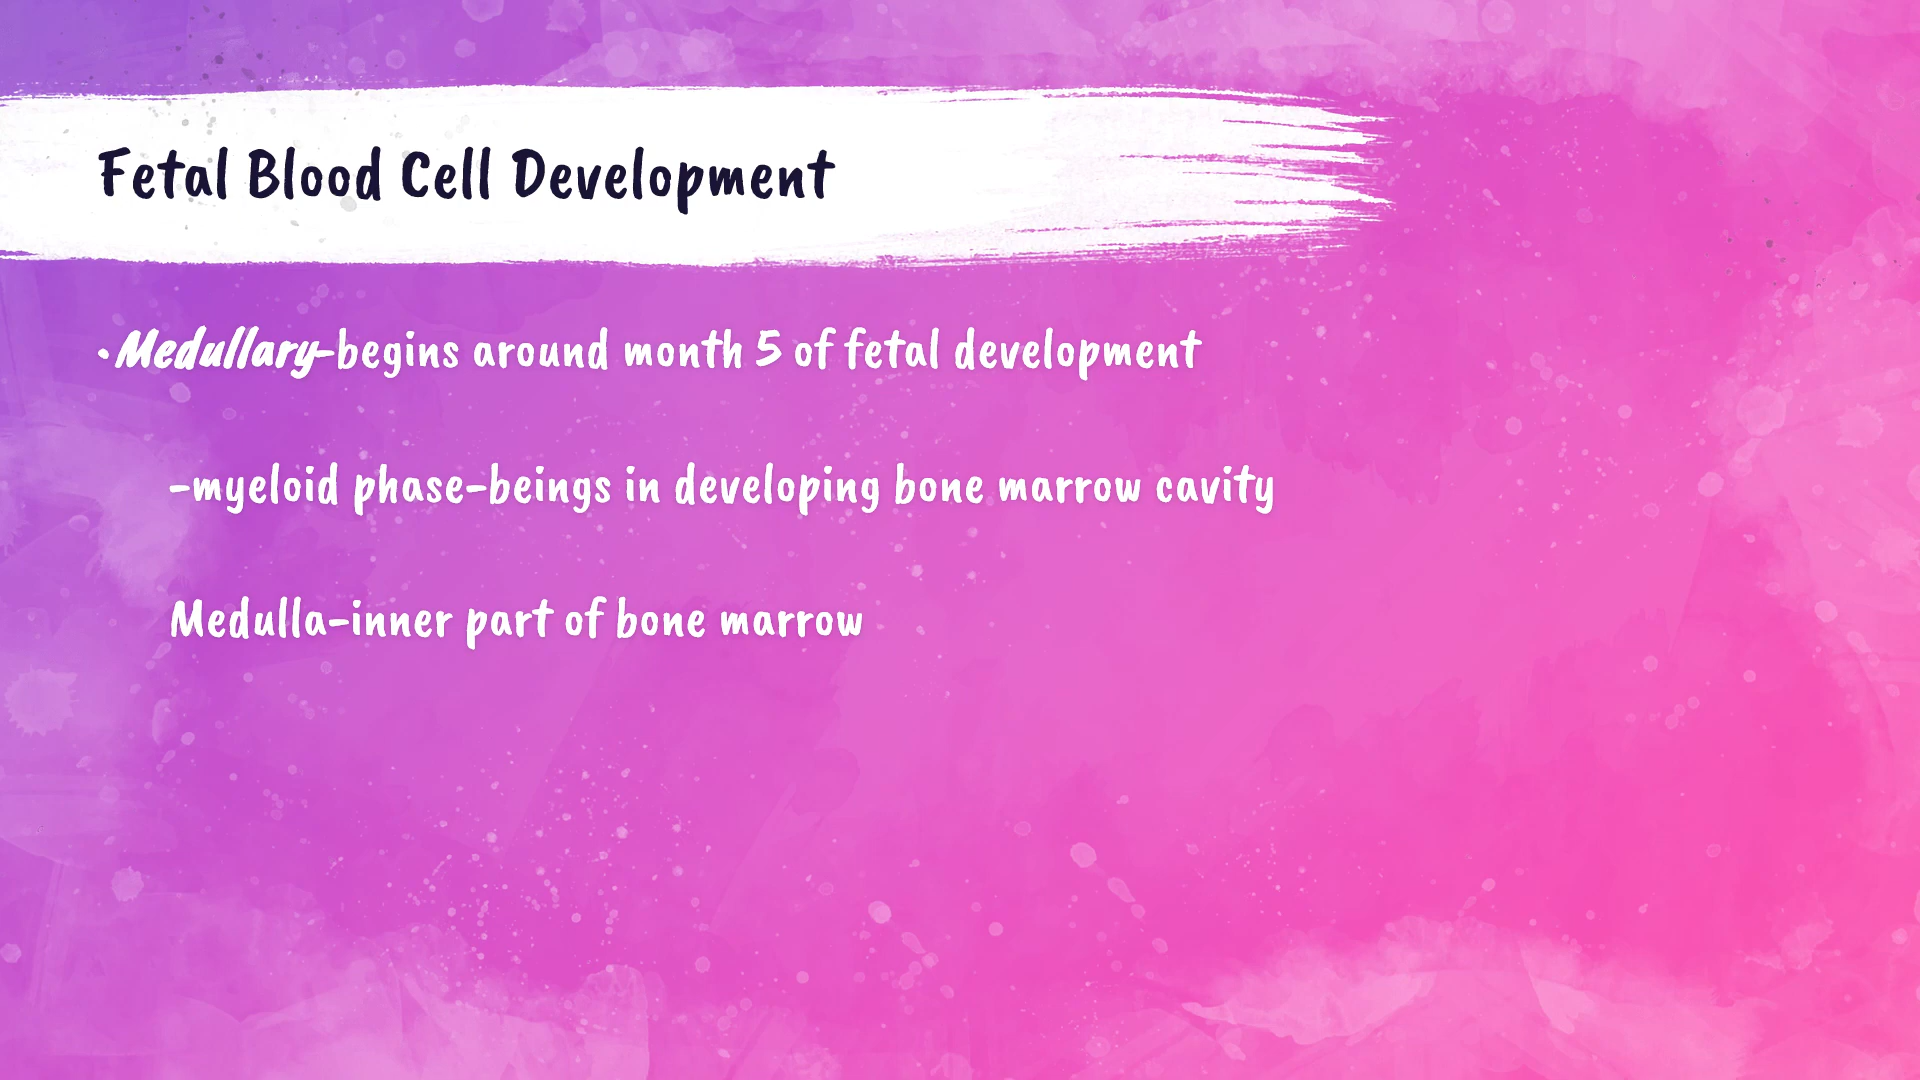 Fetal Blood Cell Development
•Medullary-begins around month 5 of fetal development
-myeloid phase-beings in developing bone marrow cavity
Medulla-inner part of bone marrow